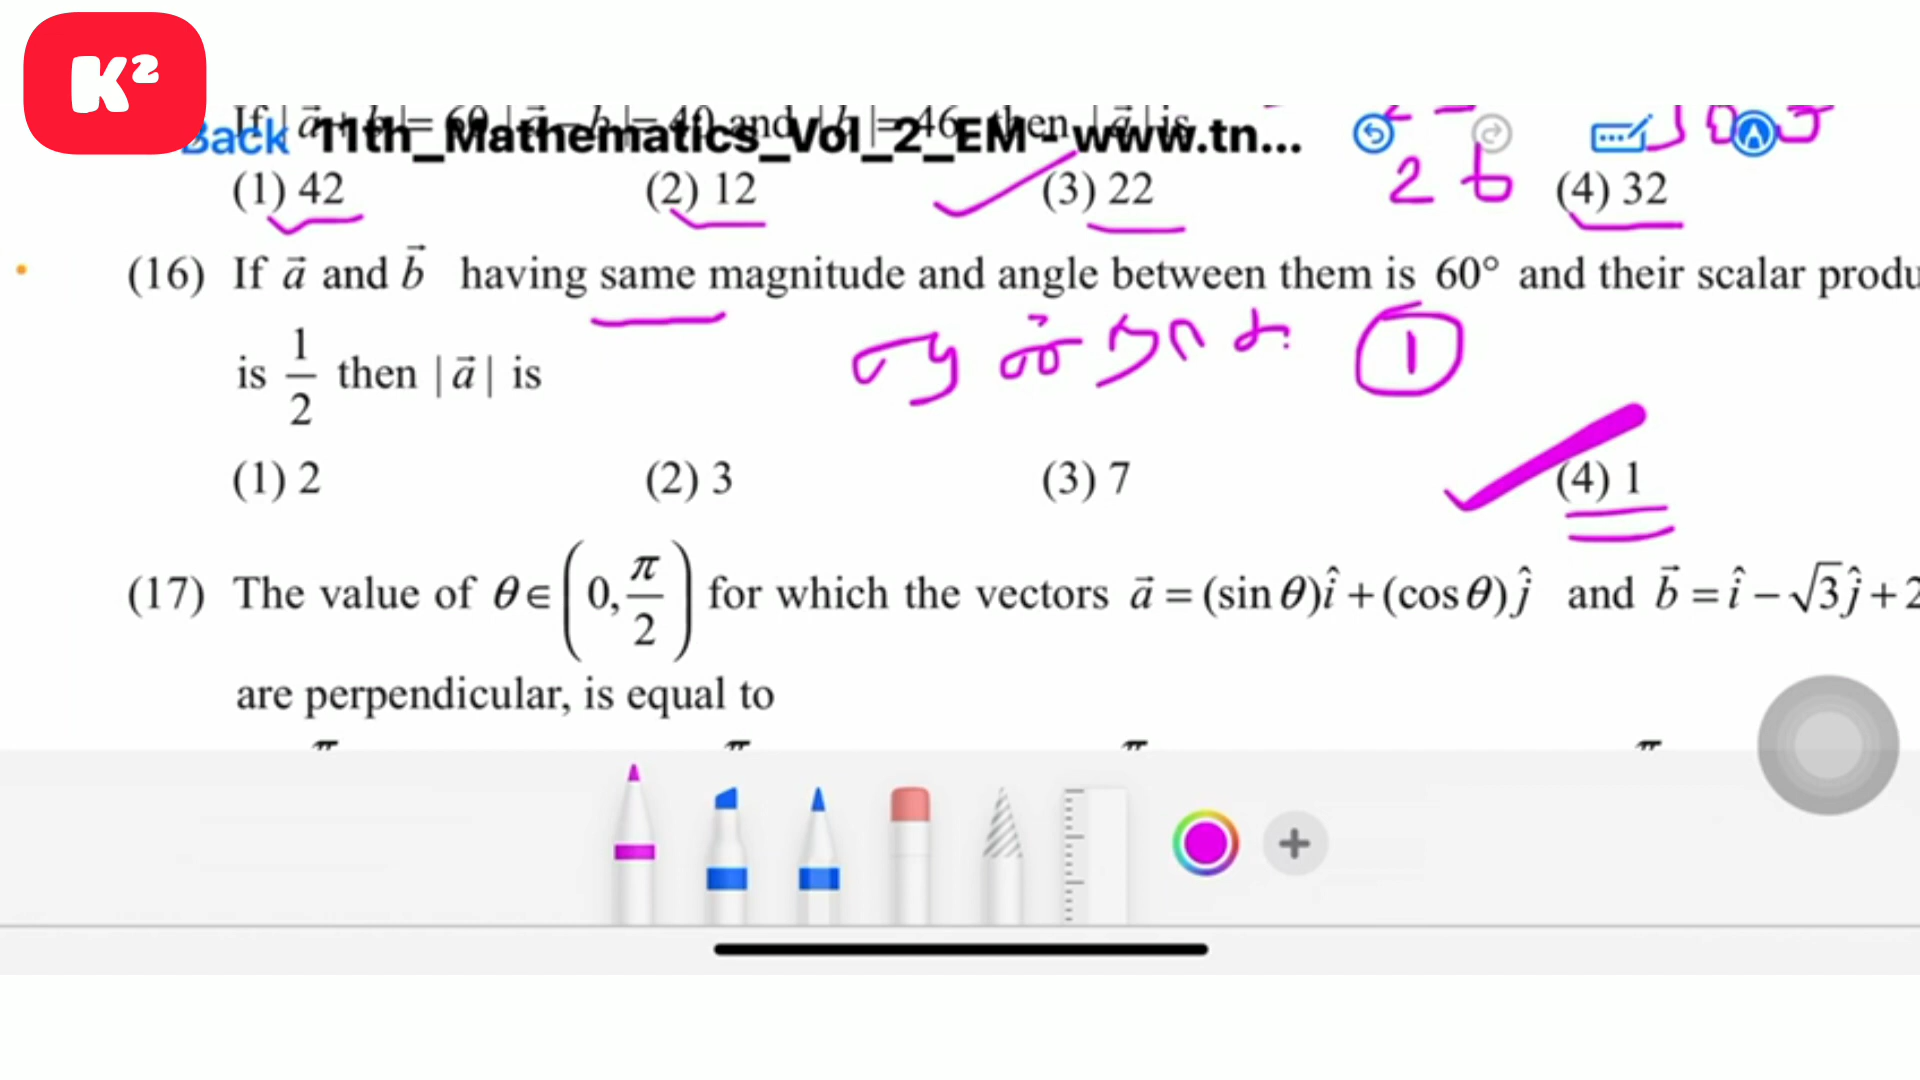 K²
Back 11th_Mathematics_Vol_2_EM - www.tn...
(1) 42 (2) 12 (3) 22 2 b (4) 32
(16) If a⃗ and b⃗ having same magnitude and angle between them is 60° and their scalar produ
is 1/2 then |a⃗| is
1
(1) 2 (2) 3 (3) 7 (4) 1
(17) The value of θ∈(0, π/2) for which the vectors a⃗ = (sin θ)î + (cos θ)ĵ and b⃗ = î − √3ĵ + 2
are perpendicular, is equal to